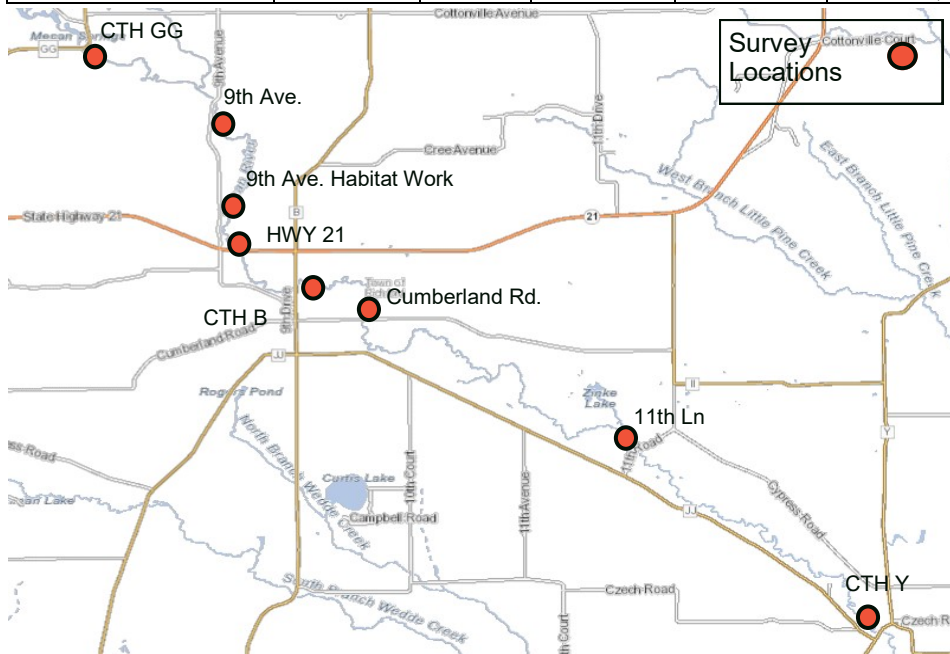 Cottonville Avenue
Mecan Springs
CTH GG
GG
9th Avenue
Survey
Locations
Cottonville Court
9th Ave.
11th Drive
Cree Avenue
East Branch Little Pine Creek
West Branch Little Pine Creek
9th Ave. Habitat Work
State Highway 21
B
21
HWY 21
Town of
Cumberland Rd.
9th Drive
CTH B
Cumberland Road
JJ
II
Rogers Pond
Zinke
Lake
11th Ln
11th Road
Y
North Branch Wedde Creek
Curtis Lake
10th Court
11th Avenue
Cypress Road
JJ
Campbell Road
CTH Y
South Branch Wedde Creek
Czech Road
Czech R